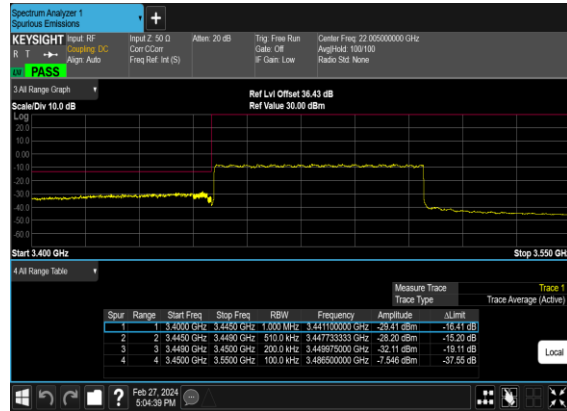 Spectrum Analyzer 1
Spurious Emissions
+
KEYSIGHT Input: RF Input Z: 50 Ω Atten: 20 dB Trig: Free Run Center Freq: 22.005000000 GHz
R T Coupling: DC Corr CCorr Gate: Off Avg|Hold: 100/100
Align: Auto Freq Ref: Int (S) IF Gain: Low Radio Std: None
PASS
3 All Range Graph
Ref Lvl Offset 36.43 dB
Scale/Div 10.0 dB Ref Value 30.00 dBm
Log
20.0
10.0
0.00
-10.0
-20.0
-30.0
-40.0
-50.0
-60.0
Start 3.400 GHz Stop 3.550 GHz
4 All Range Table
Measure Trace Trace 1
Trace Type Trace Average (Active)
Spur Range Start Freq Stop Freq RBW Frequency Amplitude ΔLimit
1 1 3.4000 GHz 3.4450 GHz 1.000 MHz 3.441100000 GHz -29.41 dBm -16.41 dB
2 2 3.4450 GHz 3.4490 GHz 510.0 kHz 3.447733333 GHz -28.20 dBm -15.20 dB
3 3 3.4490 GHz 3.4500 GHz 200.0 kHz 3.449975000 GHz -32.11 dBm -19.11 dB
4 4 3.4500 GHz 3.5500 GHz 100.0 kHz 3.486500000 GHz -7.546 dBm -37.55 dB
Local
? Feb 27, 2024
5:04:39 PM